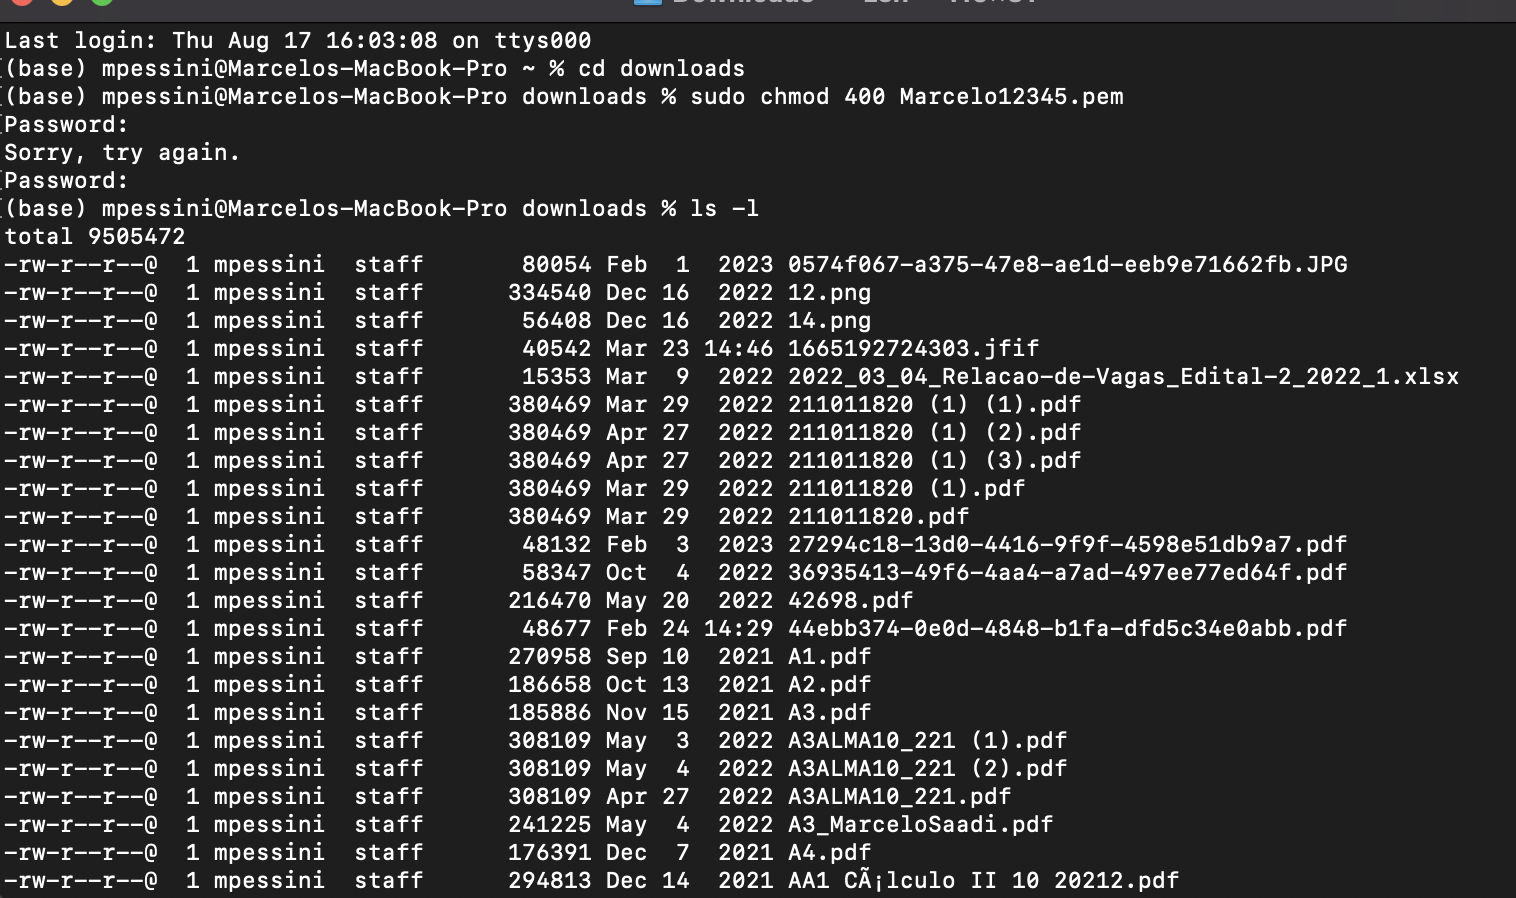 Last login: Thu Aug 17 16:03:08 on ttys000
(base) mpessini@Marcelos-MacBook-Pro ~ % cd downloads
(base) mpessini@Marcelos-MacBook-Pro downloads % sudo chmod 400 Marcelo12345.pem
Password:
Sorry, try again.
Password:
(base) mpessini@Marcelos-MacBook-Pro downloads % ls -l
total 9505472
-rw-r--r--@  1 mpessini  staff       80054 Feb  1  2023 0574f067-a375-47e8-ae1d-eeb9e71662fb.JPG
-rw-r--r--@  1 mpessini  staff      334540 Dec 16  2022 12.png
-rw-r--r--@  1 mpessini  staff       56408 Dec 16  2022 14.png
-rw-r--r--@  1 mpessini  staff       40542 Mar 23 14:46 1665192724303.jfif
-rw-r--r--@  1 mpessini  staff       15353 Mar  9  2022 2022_03_04_Relacao-de-Vagas_Edital-2_2022_1.xlsx
-rw-r--r--@  1 mpessini  staff      380469 Mar 29  2022 211011820 (1) (1).pdf
-rw-r--r--@  1 mpessini  staff      380469 Apr 27  2022 211011820 (1) (2).pdf
-rw-r--r--@  1 mpessini  staff      380469 Apr 27  2022 211011820 (1) (3).pdf
-rw-r--r--@  1 mpessini  staff      380469 Mar 29  2022 211011820 (1).pdf
-rw-r--r--@  1 mpessini  staff      380469 Mar 29  2022 211011820.pdf
-rw-r--r--@  1 mpessini  staff       48132 Feb  3  2023 27294c18-13d0-4416-9f9f-4598e51db9a7.pdf
-rw-r--r--@  1 mpessini  staff       58347 Oct  4  2022 36935413-49f6-4aa4-a7ad-497ee77ed64f.pdf
-rw-r--r--@  1 mpessini  staff      216470 May 20  2022 42698.pdf
-rw-r--r--@  1 mpessini  staff       48677 Feb 24 14:29 44ebb374-0e0d-4848-b1fa-dfd5c34e0abb.pdf
-rw-r--r--@  1 mpessini  staff      270958 Sep 10  2021 A1.pdf
-rw-r--r--@  1 mpessini  staff      186658 Oct 13  2021 A2.pdf
-rw-r--r--@  1 mpessini  staff      185886 Nov 15  2021 A3.pdf
-rw-r--r--@  1 mpessini  staff      308109 May  3  2022 A3ALMA10_221 (1).pdf
-rw-r--r--@  1 mpessini  staff      308109 May  4  2022 A3ALMA10_221 (2).pdf
-rw-r--r--@  1 mpessini  staff      308109 Apr 27  2022 A3ALMA10_221.pdf
-rw-r--r--@  1 mpessini  staff      241225 May  4  2022 A3_MarceloSaadi.pdf
-rw-r--r--@  1 mpessini  staff      176391 Dec  7  2021 A4.pdf
-rw-r--r--@  1 mpessini  staff      294813 Dec 14  2021 AA1 CÃ¡lculo II 10 20212.pdf